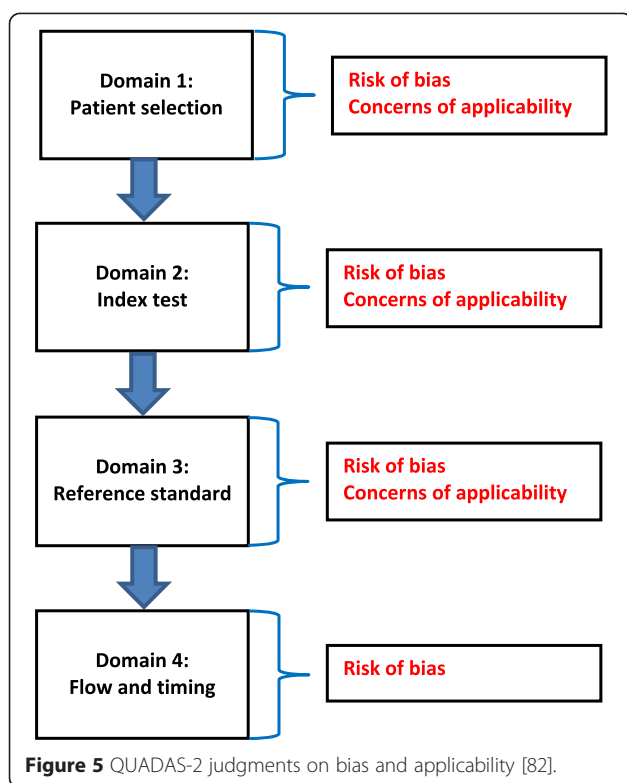 Domain 1:
Patient selection
Risk of bias
Concerns of applicability
Domain 2:
Index test
Risk of bias
Concerns of applicability
Domain 3:
Reference standard
Risk of bias
Concerns of applicability
Domain 4:
Flow and timing
Risk of bias
Figure 5 QUADAS-2 judgments on bias and applicability [82].